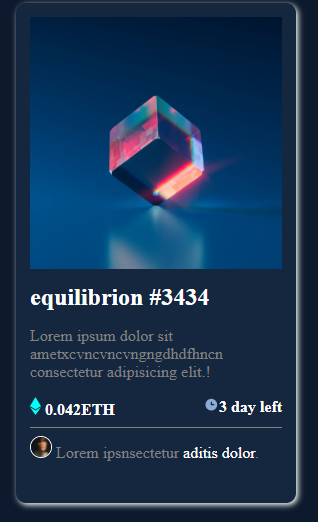 equilibrion #3434
Lorem ipsum dolor sit
ametxcvncvncvngngdhdfhncn
consectetur adipisicing elit.!
0.042ETH 3 day left
Lorem ipsnsectetur aditis dolor.